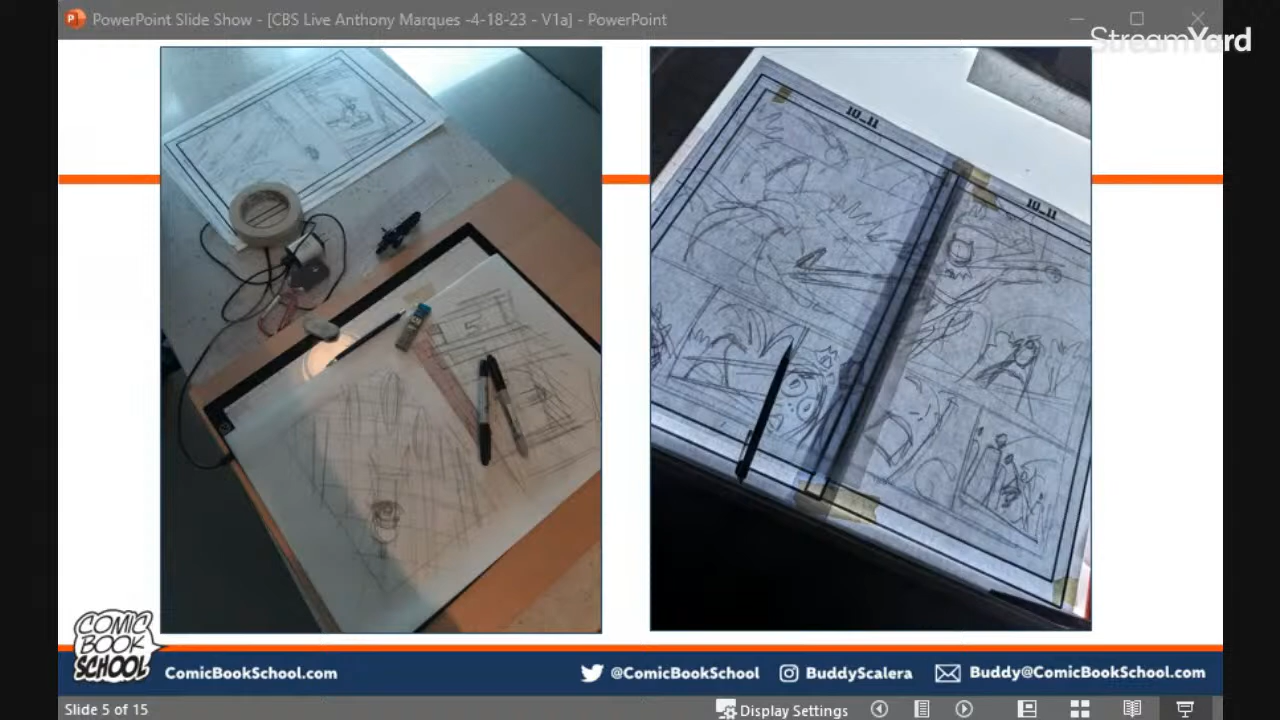 PowerPoint Slide Show - [CBS Live Anthony Marques -4-18-23 - V1a] - PowerPoint
StreamYard
10_11
10_11
COMIC
BOOK
SCHOOL
ComicBookSchool.com
@ComicBookSchool
BuddyScalera
Buddy@ComicBookSchool.com
Slide 5 of 15
Display Settings